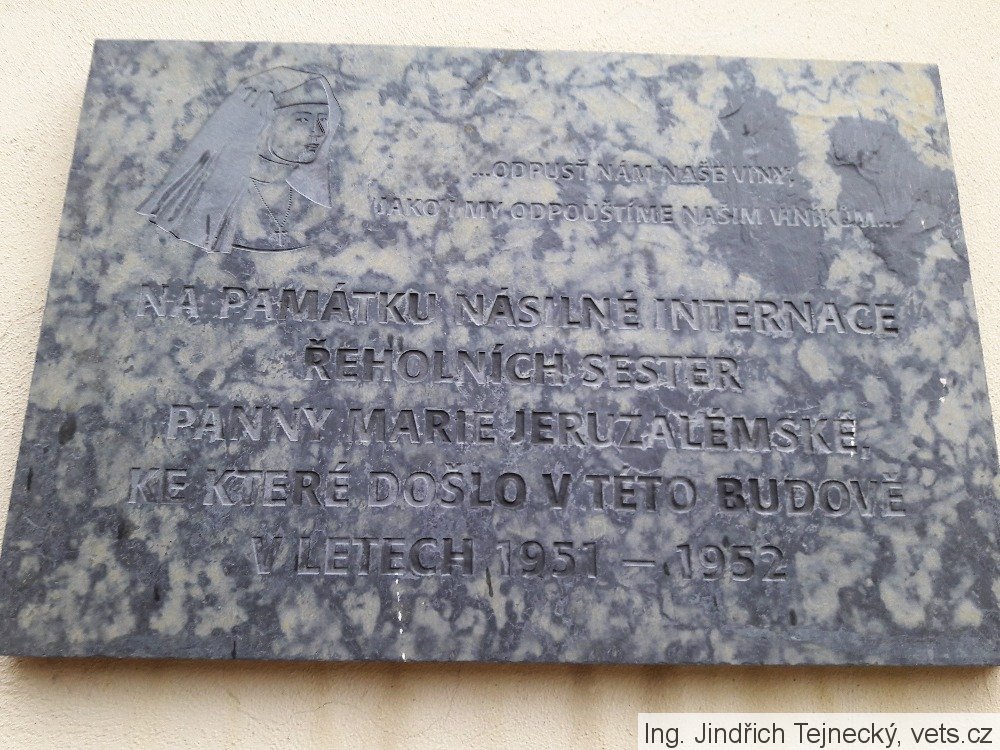 ...ODPUSŤ NÁM NAŠE VINY,
JAKO I MY ODPOUŠTÍME NAŠIM VINÍKŮM...
NA PAMÁTKU NÁSILNÉ INTERNACE
ŘEHOLNÍCH SESTER
PANNY MARIE JERUZALÉMSKÉ,
KE KTERÉ DOŠLO V TÉTO BUDOVĚ
V LETECH 1951 – 1952
Ing. Jindřich Tejnecký, vets.cz